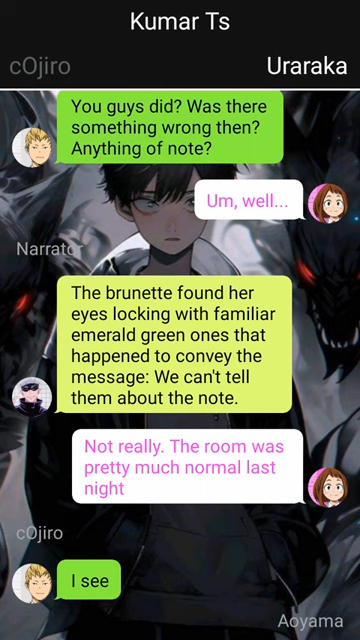 Kumar Ts
cOjiro
Uraraka
You guys did? Was there
something wrong then?
Anything of note?
Um, well...
Narrator
The brunette found her
eyes locking with familiar
emerald green ones that
happened to convey the
message: We can't tell
them about the note.
Not really. The room was
pretty much normal last
night
cOjiro
I see
Aoyama